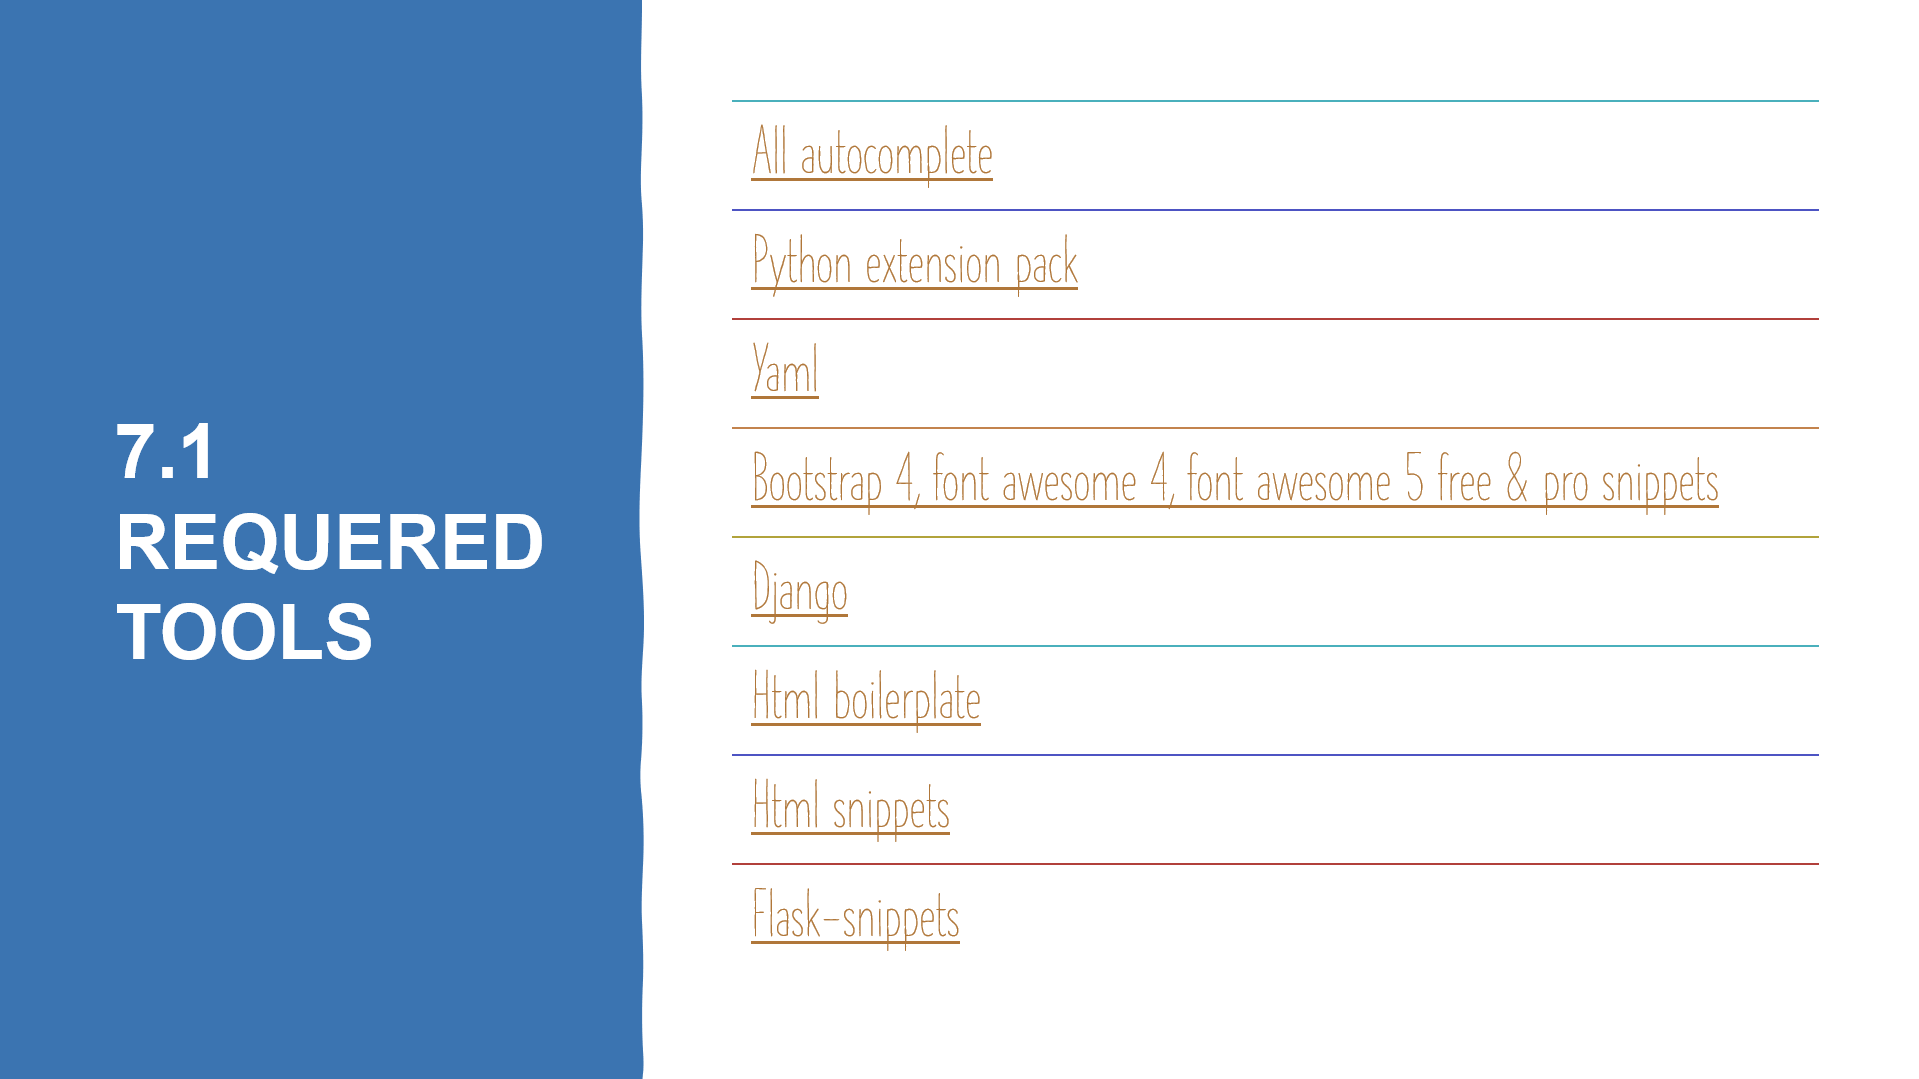 7.1
REQUERED
TOOLS
All autocomplete
Python extension pack
Yaml
Bootstrap 4, font awesome 4, font awesome 5 free & pro snippets
Django
Html boilerplate
Html snippets
Flask-snippets